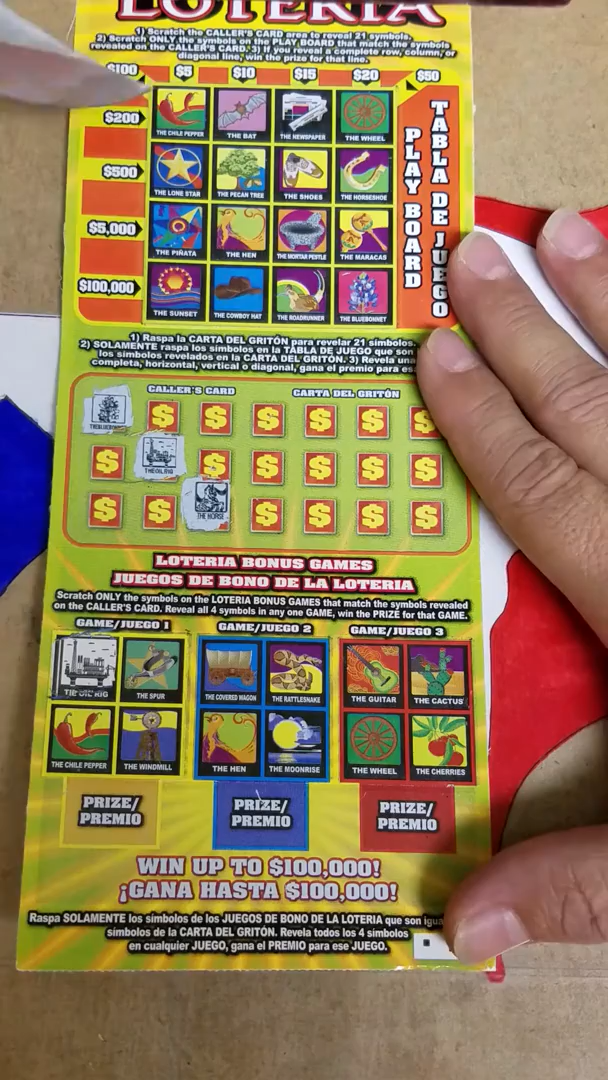 LOTERIA
1) Scratch the CALLER'S CARD area to reveal 21 symbols.
2) Scratch ONLY the symbols on the PLAY BOARD that match the symbols
revealed on the CALLER'S CARD. 3) If you reveal a complete row, column, or
diagonal line, win the prize for that line.
$100 $5 $10 $15 $20 $50
$200
THE CHILE PEPPER THE BAT THE NEWSPAPER THE WHEEL
$500
THE LONE STAR THE PECAN TREE THE SHOES THE HORSESHOE
$5,000
THE PIÑATA THE HEN THE MORTAR PESTLE THE MARACAS
$100,000
THE SUNSET THE COWBOY HAT THE ROADRUNNER THE BLUEBONNET
PLAY BOARD
TABLA DE JUEGO
1) Raspa la CARTA DEL GRITÓN para revelar 21 símbolos.
2) SOLAMENTE raspa los símbolos en la TABLA DE JUEGO que son
los símbolos revelados en la CARTA DEL GRITÓN. 3) Revela una
completa, horizontal, vertical o diagonal, gana el premio para es
CALLER'S CARD CARTA DEL GRITÓN
$ $ $ $ $ $
THE OIL RIG
$ $ $ $ $ $
THE HORSE
$ $ $ $ $ $
LOTERIA BONUS GAMES
JUEGOS DE BONO DE LA LOTERIA
Scratch ONLY the symbols on the LOTERIA BONUS GAMES that match the symbols revealed
on the CALLER'S CARD. Reveal all 4 symbols in any one GAME, win the PRIZE for that GAME.
GAME/JUEGO 1 GAME/JUEGO 2 GAME/JUEGO 3
THE OIL RIG THE SPUR THE COVERED WAGON THE RATTLESNAKE THE GUITAR THE CACTUS
THE CHILE PEPPER THE WINDMILL THE HEN THE MOONRISE THE WHEEL THE CHERRIES
PRIZE/ PRIZE/ PRIZE/
PREMIO PREMIO PREMIO
WIN UP TO $100,000!
¡GANA HASTA $100,000!
Raspa SOLAMENTE los símbolos de los JUEGOS DE BONO DE LA LOTERIA que son igua
símbolos de la CARTA DEL GRITÓN. Revela todos los 4 símbolos
en cualquier JUEGO, gana el PREMIO para ese JUEGO.